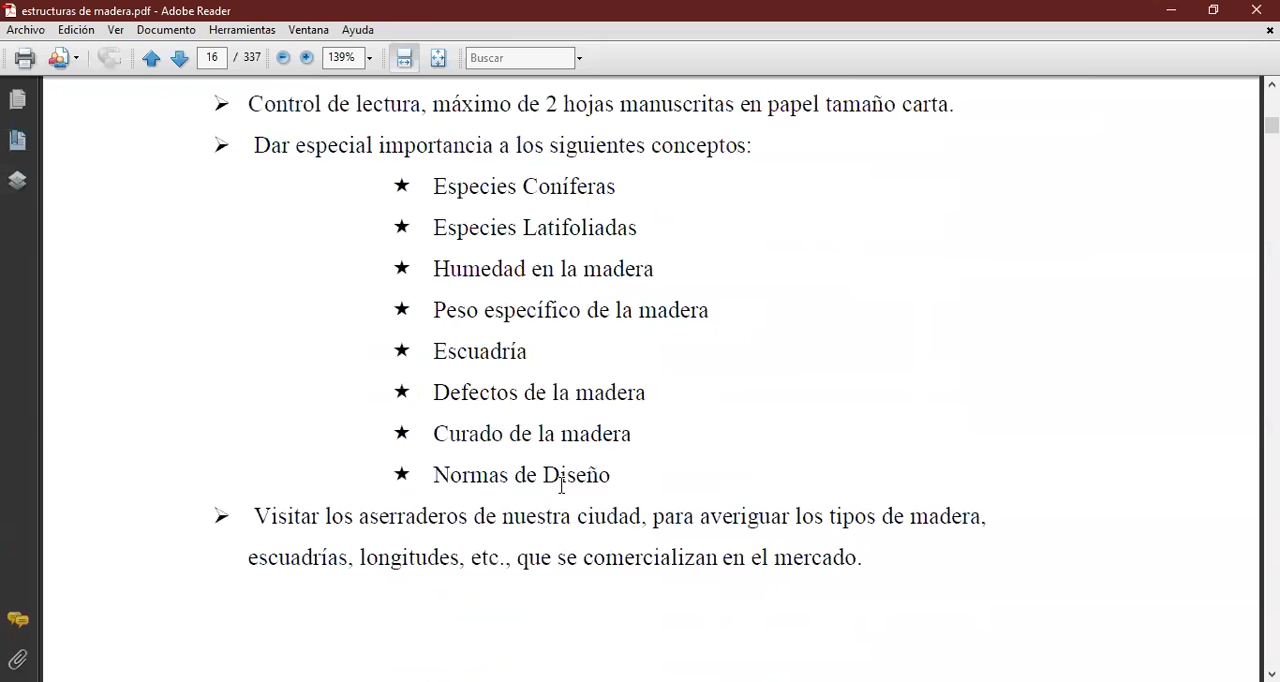 estructuras de madera.pdf - Adobe Reader
Archivo Edición Ver Documento Herramientas Ventana Ayuda
16 / 337 139% Buscar
➢ Control de lectura, máximo de 2 hojas manuscritas en papel tamaño carta.
➢ Dar especial importancia a los siguientes conceptos:
★ Especies Coníferas
★ Especies Latifoliadas
★ Humedad en la madera
★ Peso específico de la madera
★ Escuadría
★ Defectos de la madera
★ Curado de la madera
★ Normas de Diseño
➢ Visitar los aserraderos de nuestra ciudad, para averiguar los tipos de madera,
escuadrías, longitudes, etc., que se comercializan en el mercado.